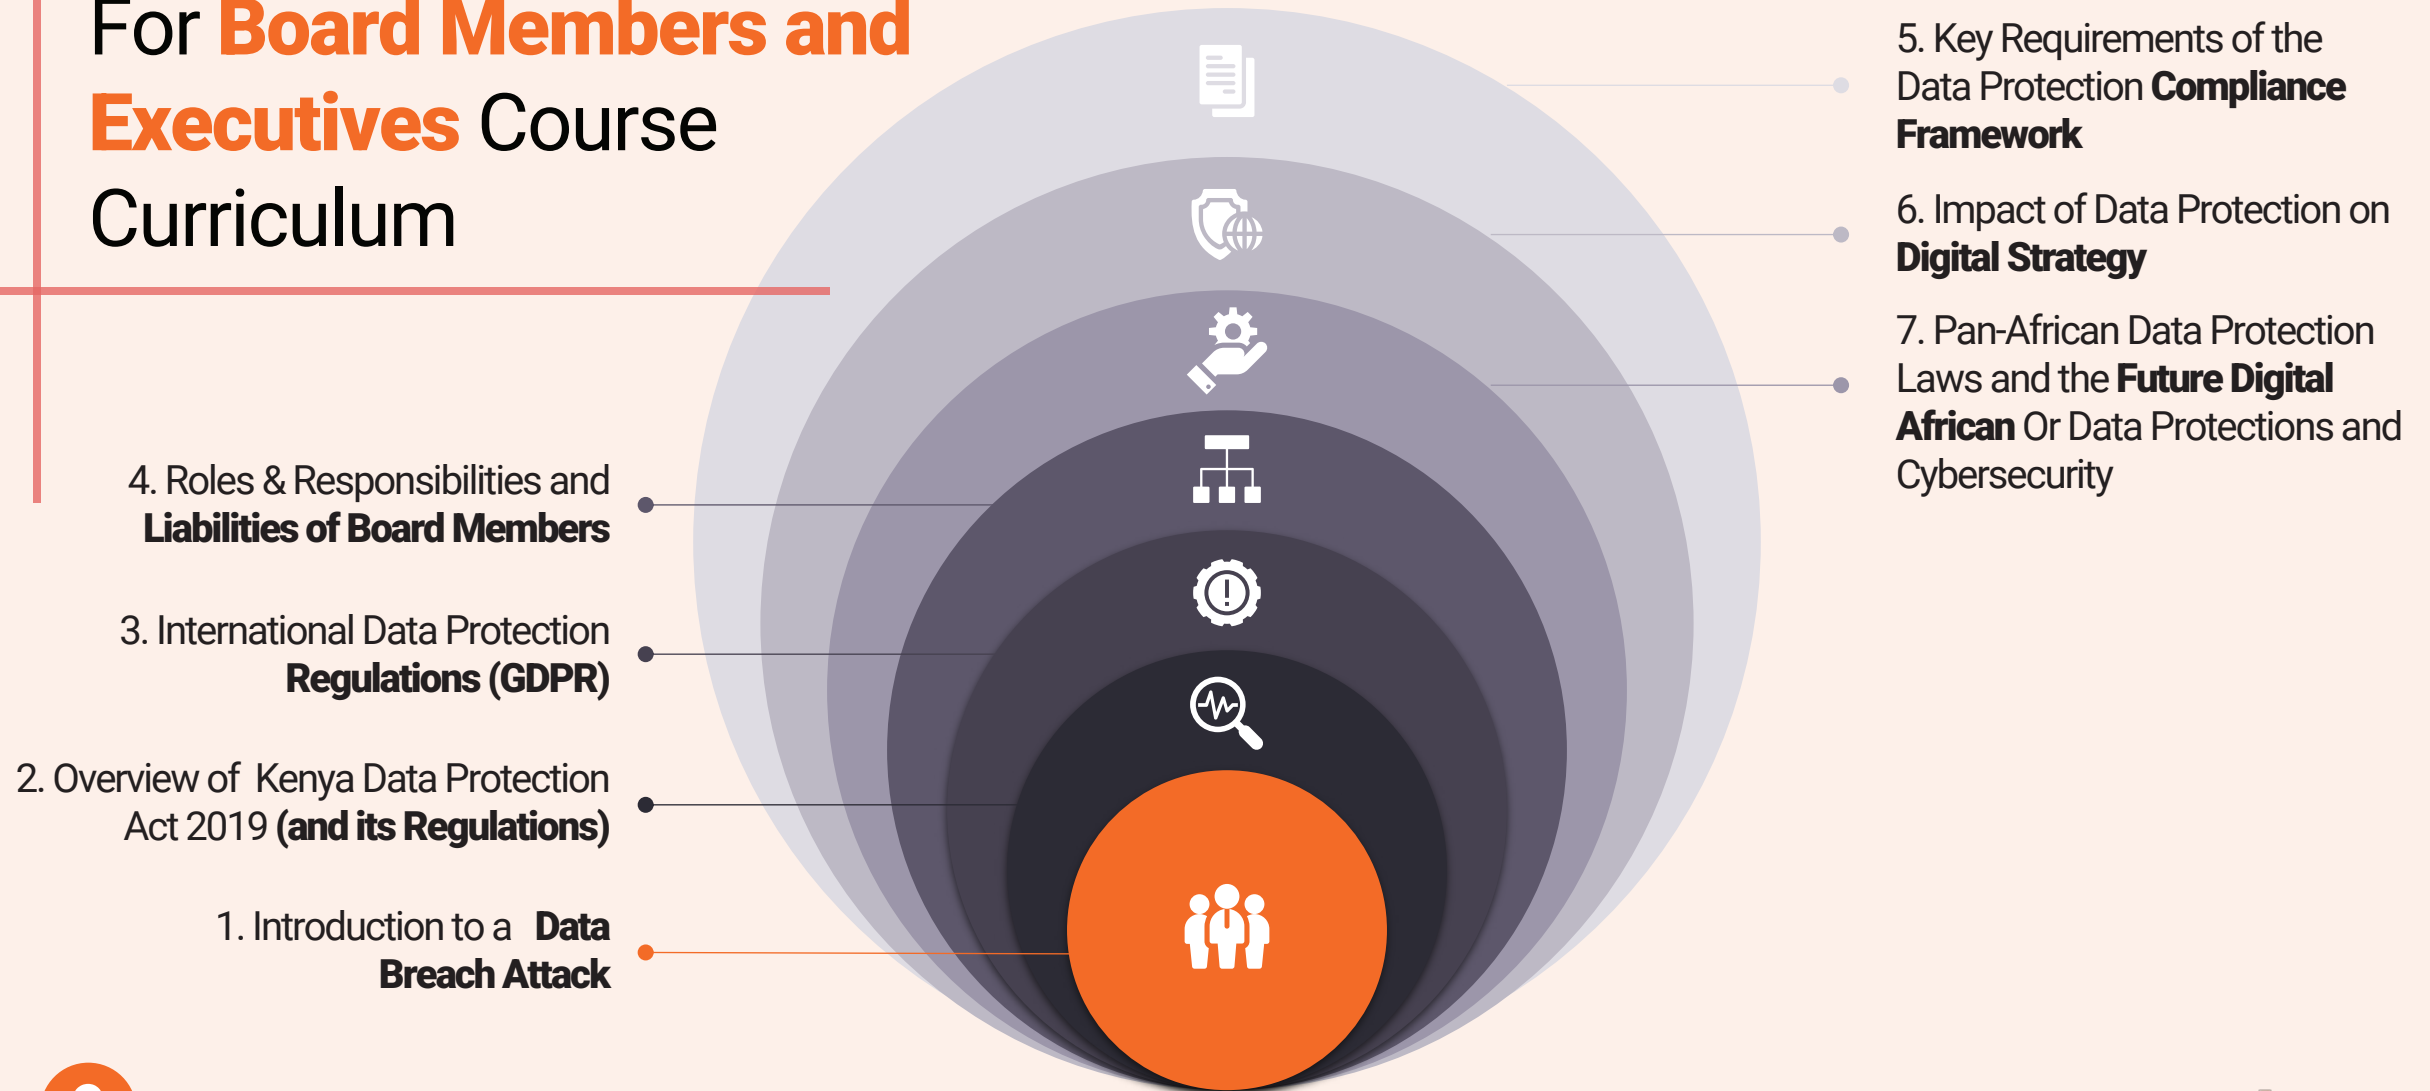 For Board Members and
Executives Course
Curriculum
4. Roles & Responsibilities and
Liabilities of Board Members
3. International Data Protection
Regulations (GDPR)
2. Overview of  Kenya Data Protection
Act 2019 (and its Regulations)
1. Introduction to a   Data
Breach Attack
5. Key Requirements of the
Data Protection Compliance
Framework
6. Impact of Data Protection on
Digital Strategy
7. Pan-African Data Protection
Laws and the Future Digital
African Or Data Protections and
Cybersecurity